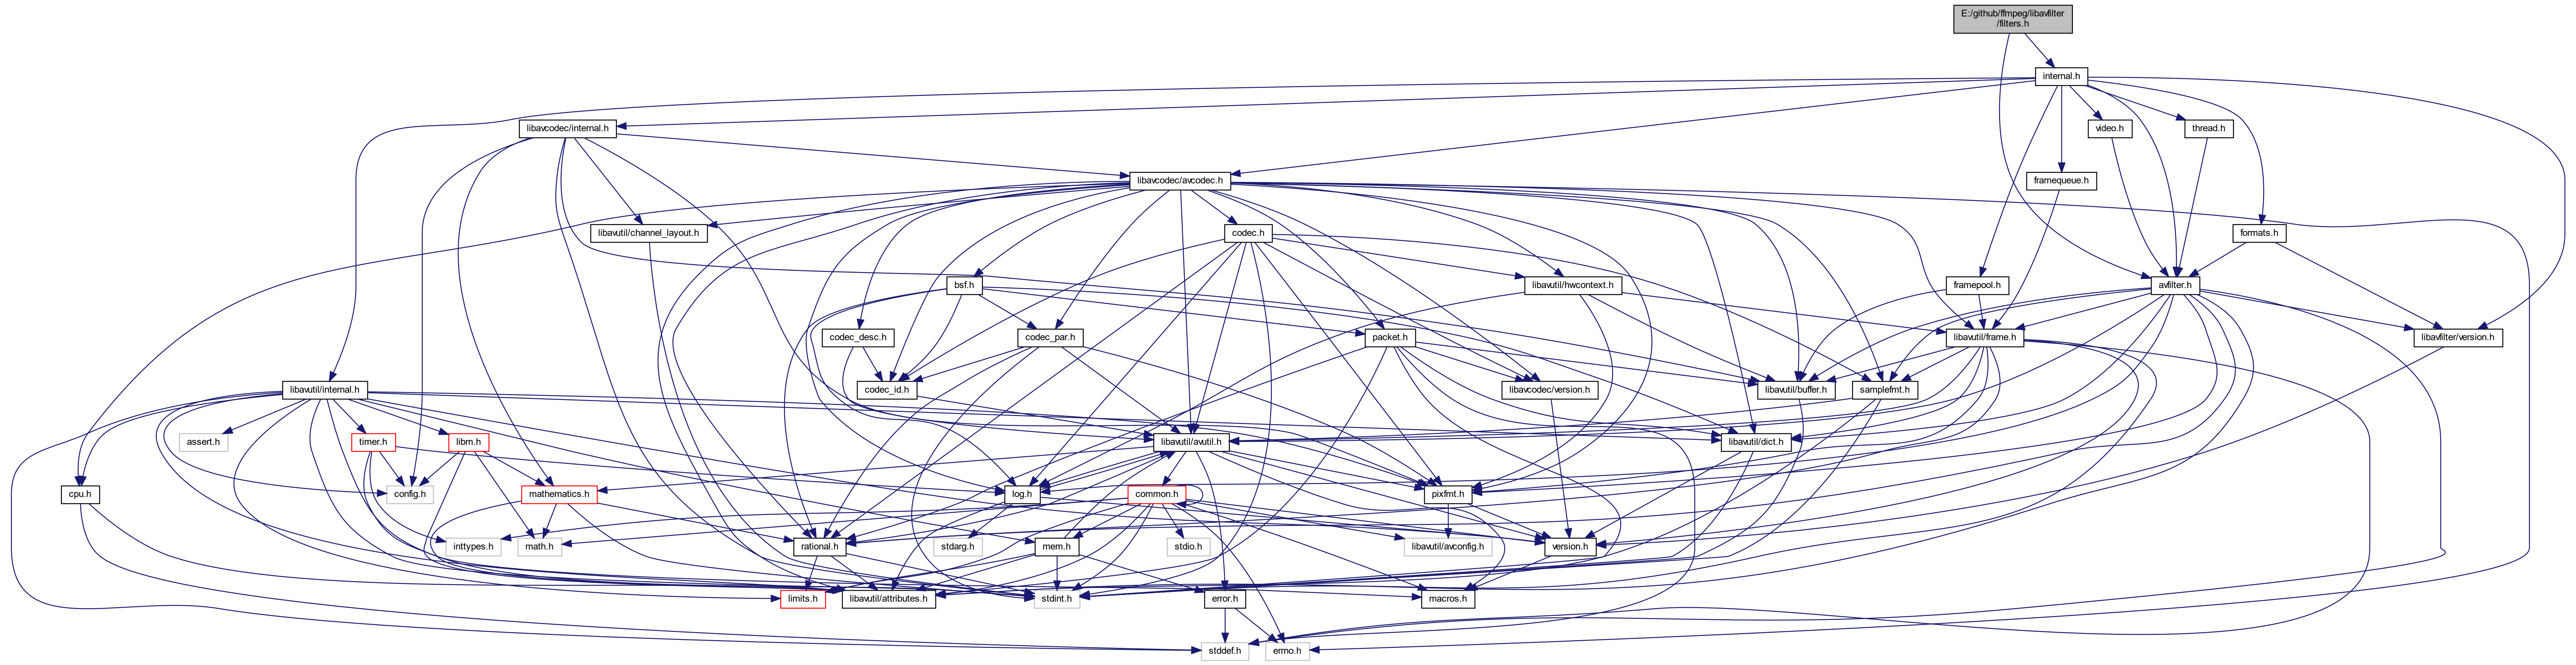 E:/github/ffmpeg/libavfilter
/filters.h
internal.h
libavcodec/internal.h
video.h
thread.h
libavcodec/avcodec.h
framequeue.h
libavutil/channel_layout.h
codec.h
formats.h
bsf.h
libavutil/hwcontext.h
framepool.h
avfilter.h
codec_desc.h
codec_par.h
packet.h
libavutil/frame.h
libavfilter/version.h
libavutil/internal.h
codec_id.h
libavcodec/version.h
libavutil/buffer.h
samplefmt.h
assert.h
timer.h
libm.h
libavutil/avutil.h
libavutil/dict.h
cpu.h
config.h
mathematics.h
log.h
common.h
pixfmt.h
inttypes.h
math.h
rational.h
stdarg.h
mem.h
stdio.h
libavutil/avconfig.h
version.h
limits.h
libavutil/attributes.h
stdint.h
error.h
macros.h
stddef.h
errno.h